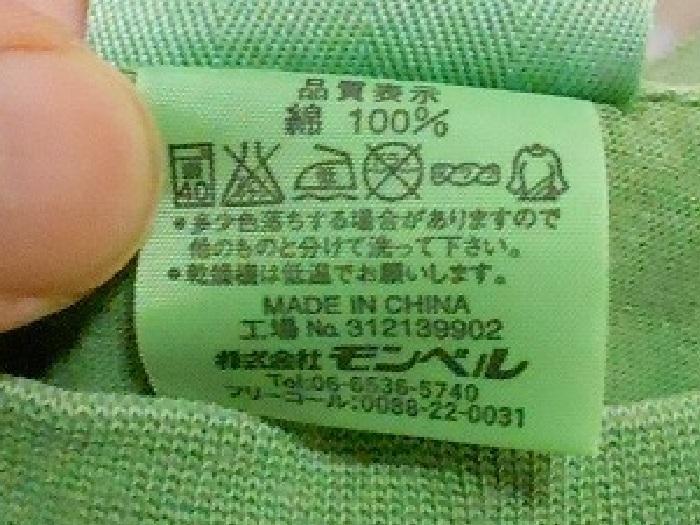 品質表示
綿 100%
40 中
• 多少色落ちする場合がありますので
他のものと分けて洗って下さい。
• 乾燥機は低温でお願いします。
MADE IN CHINA
工場 No.312139902
株式会社 モンベル
Tel:06-6536-5740
フリーコール:0088-22-0031